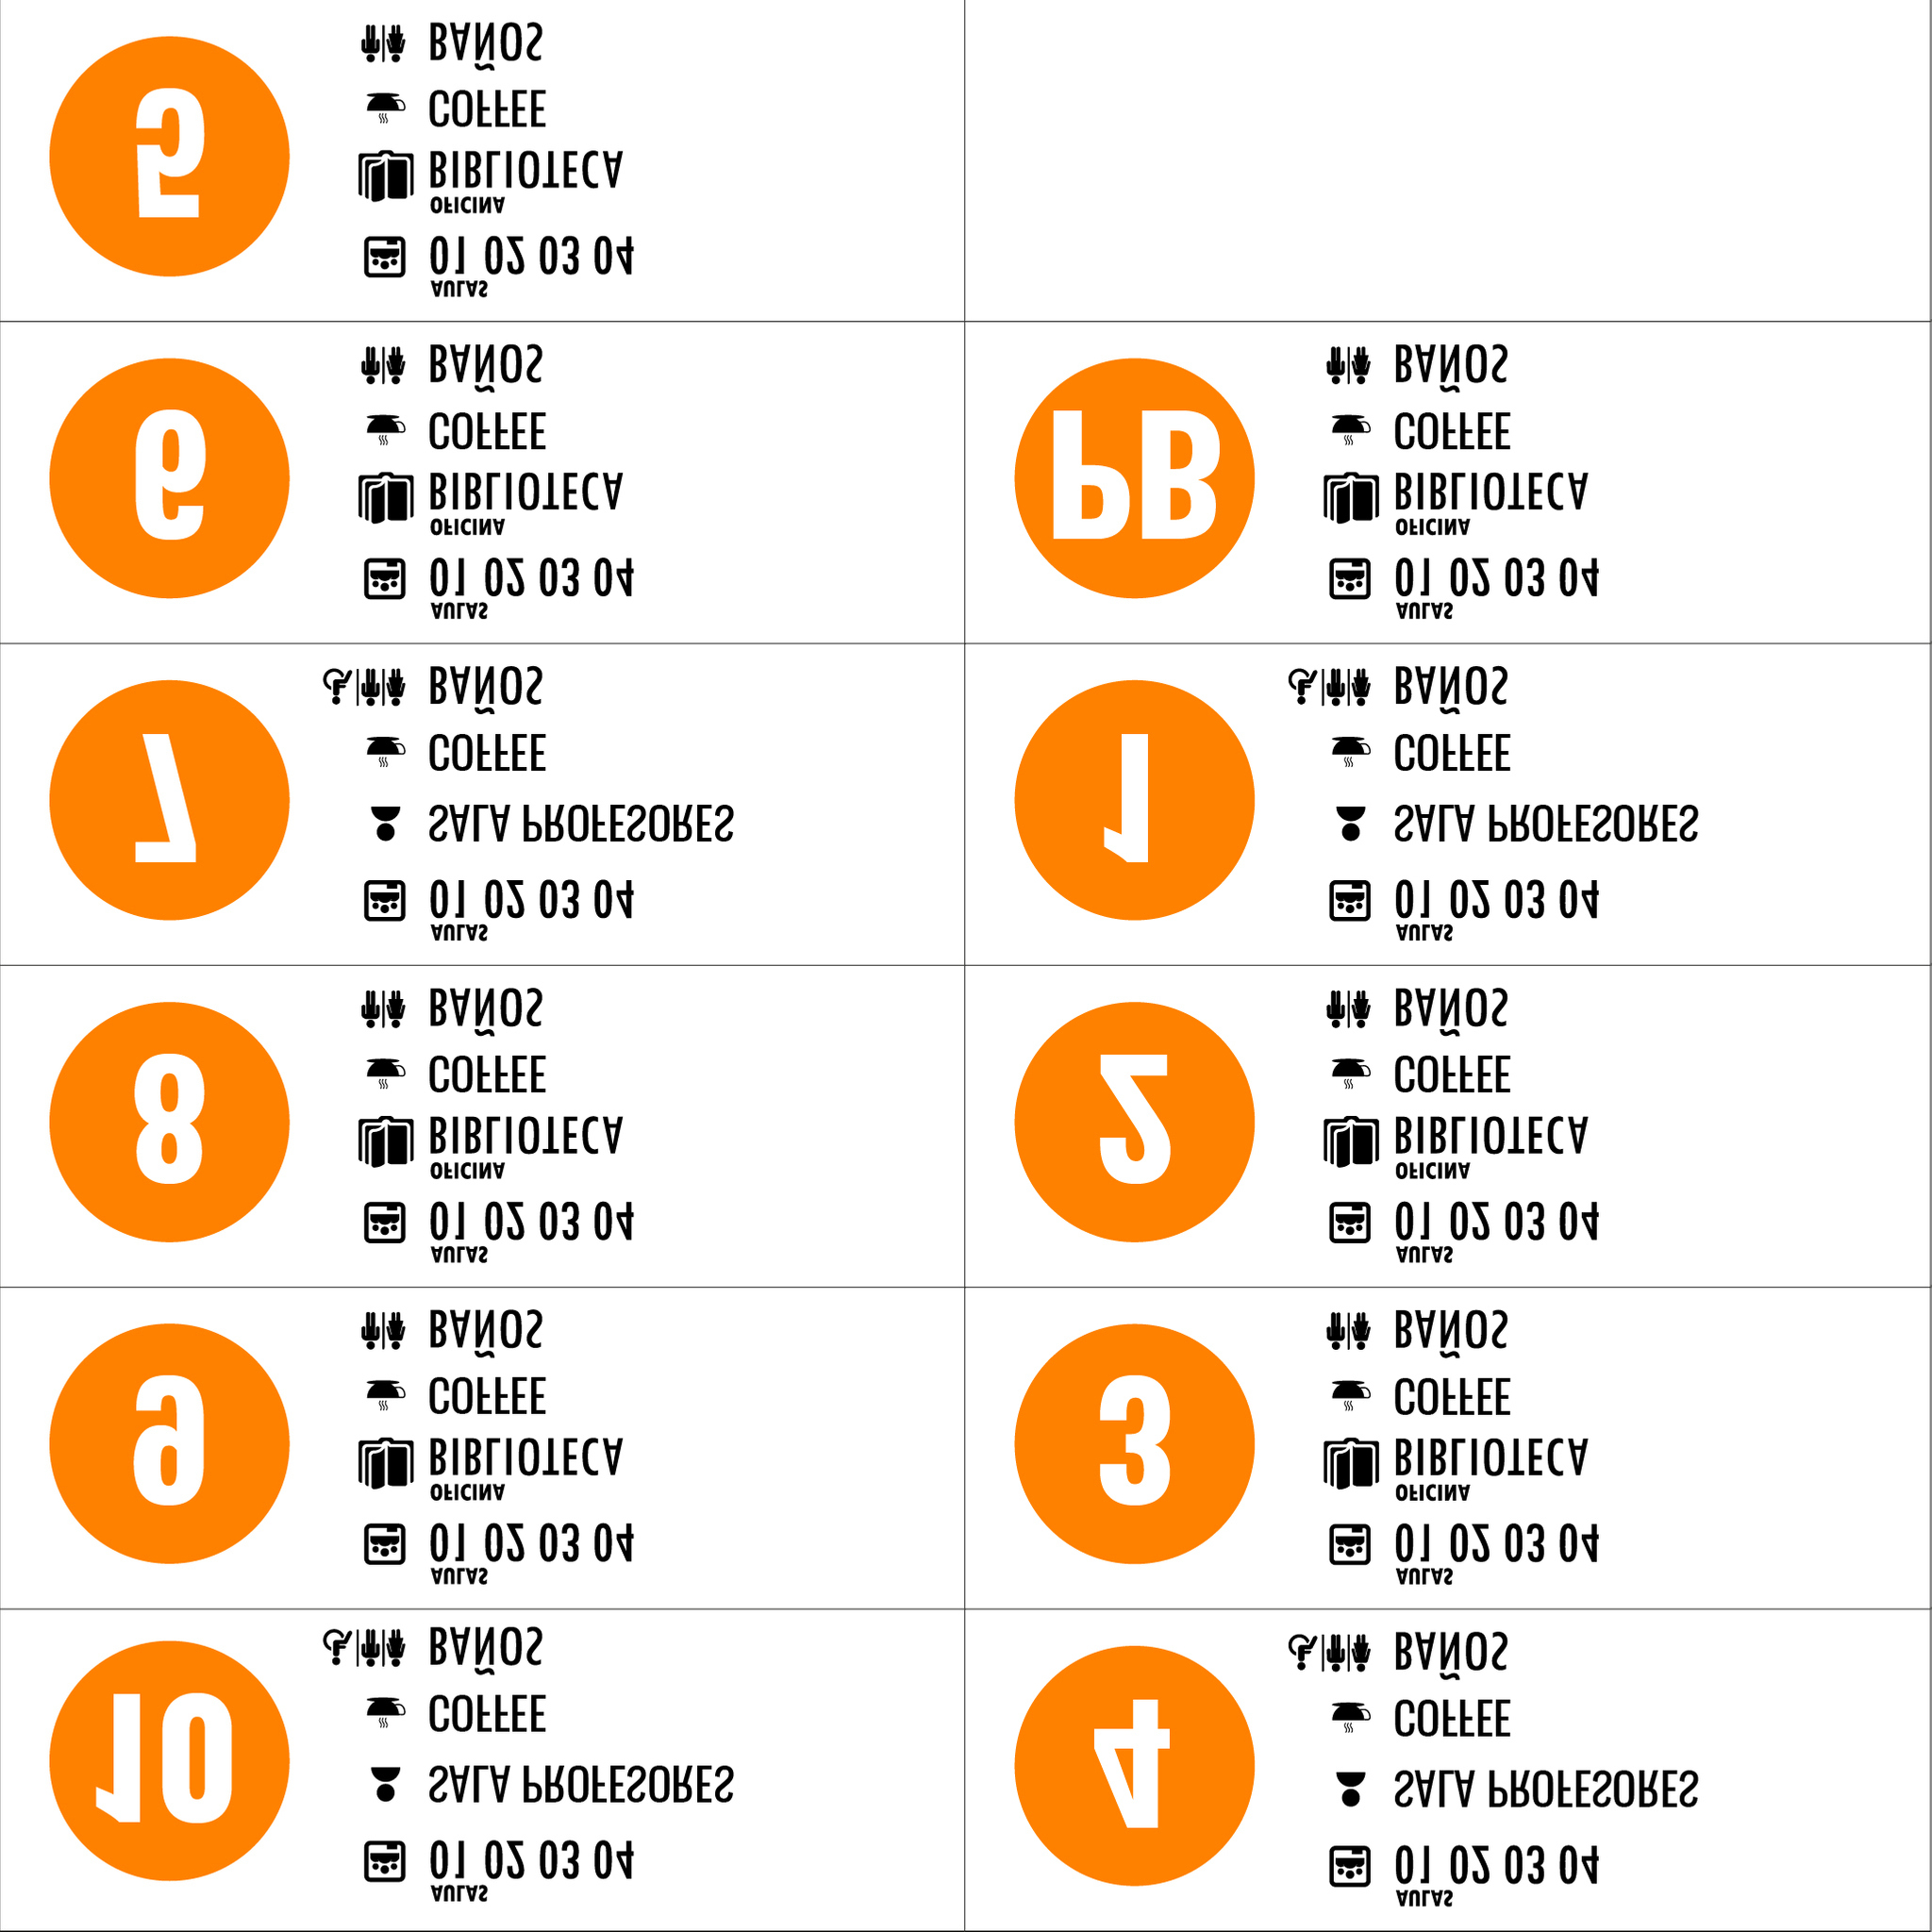 10
AULAS
01 02 03 04
SALA PROFESORES
COFFEE
BAÑOS
9
AULAS
01 02 03 04
OFICINA
BIBLIOTECA
COFFEE
BAÑOS
8
AULAS
01 02 03 04
OFICINA
BIBLIOTECA
COFFEE
BAÑOS
7
AULAS
01 02 03 04
SALA PROFESORES
COFFEE
BAÑOS
6
AULAS
01 02 03 04
OFICINA
BIBLIOTECA
COFFEE
BAÑOS
5
AULAS
01 02 03 04
OFICINA
BIBLIOTECA
COFFEE
BAÑOS
4
AULAS
01 02 03 04
SALA PROFESORES
COFFEE
BAÑOS
3
AULAS
01 02 03 04
OFICINA
BIBLIOTECA
COFFEE
BAÑOS
2
AULAS
01 02 03 04
OFICINA
BIBLIOTECA
COFFEE
BAÑOS
1
AULAS
01 02 03 04
SALA PROFESORES
COFFEE
BAÑOS
PB
AULAS
01 02 03 04
OFICINA
BIBLIOTECA
COFFEE
BAÑOS